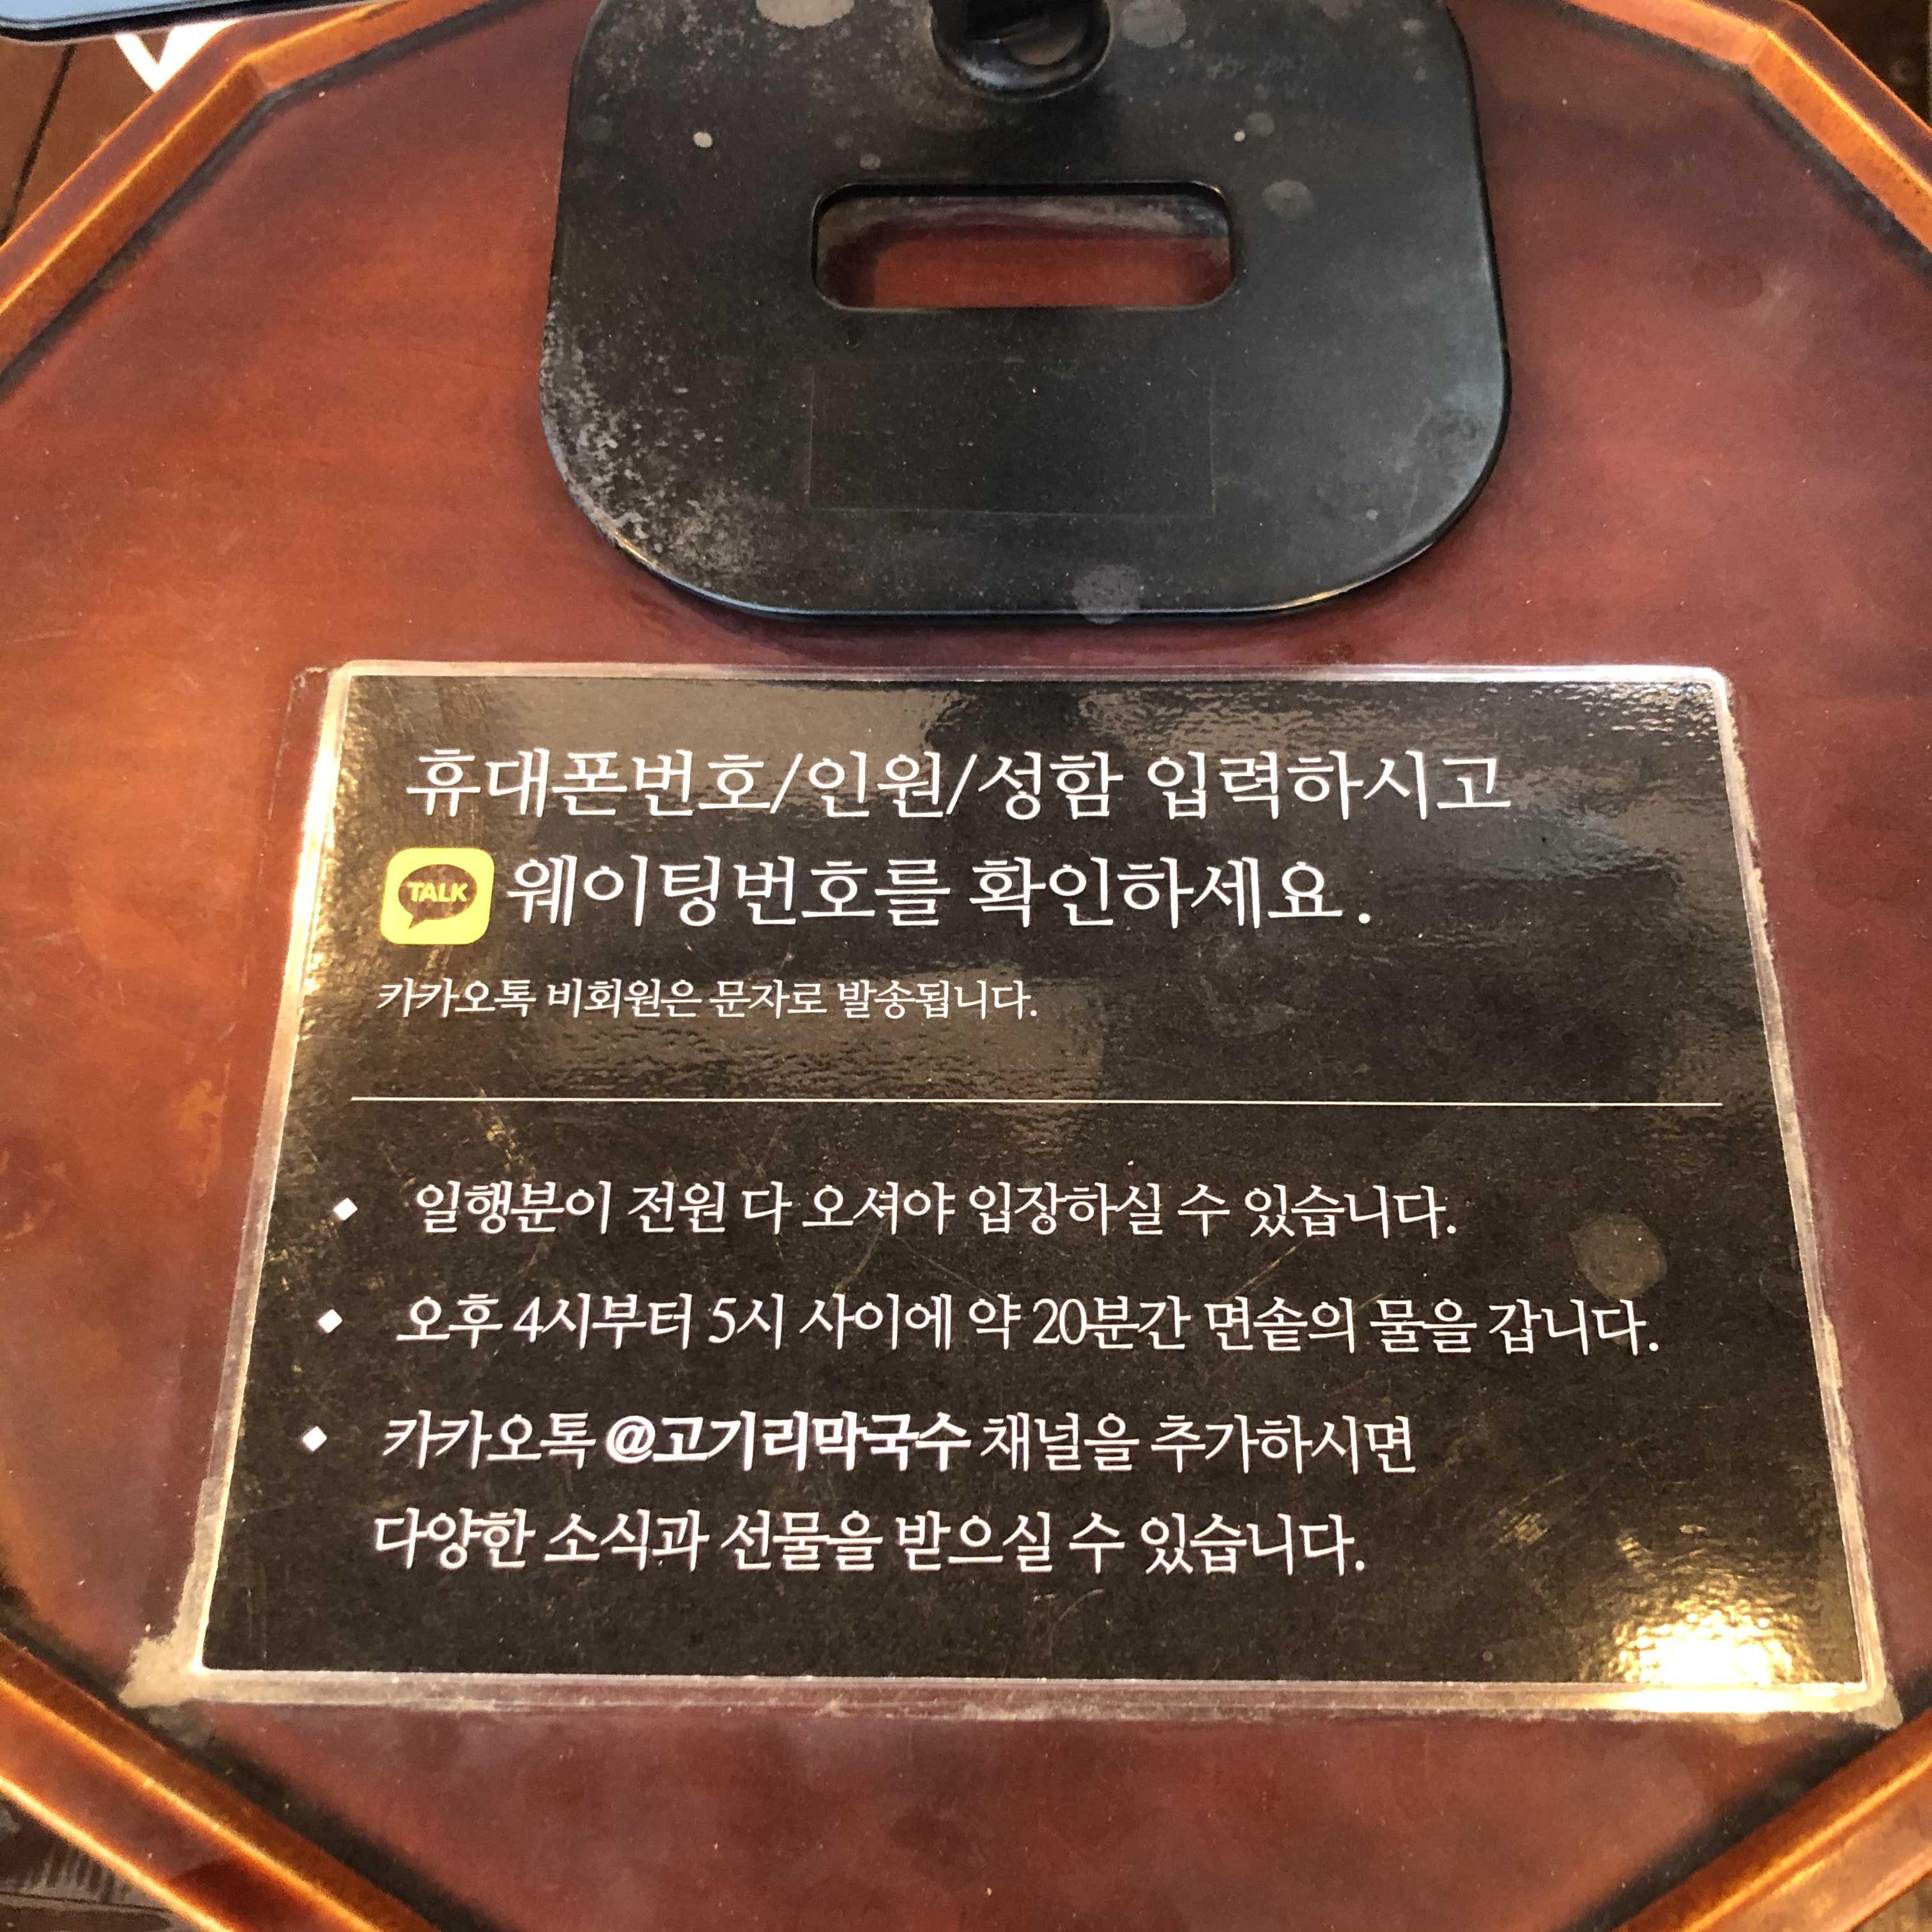 휴대폰번호/인원/성함 입력하시고
TALK 웨이팅번호를 확인하세요.
카카오톡 비회원은 문자로 발송됩니다.
◆ 일행분이 전원 다 오셔야 입장하실 수 있습니다.
◆ 오후 4시부터 5시 사이에 약 20분간 면솥의 물을 갑니다.
◆ 카카오톡 @고기리막국수 채널을 추가하시면
다양한 소식과 선물을 받으실 수 있습니다.